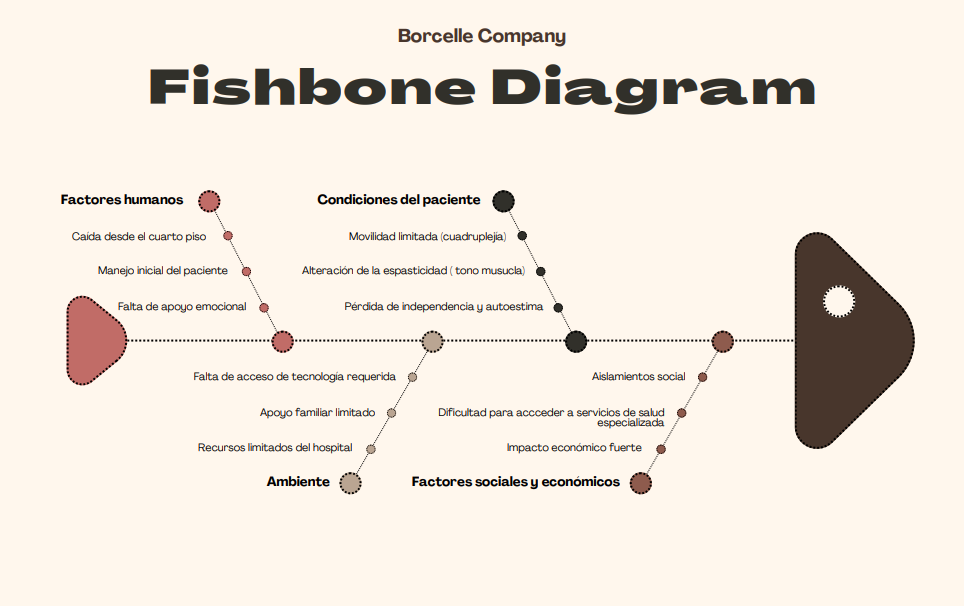 Borcelle Company
Fishbone Diagram
Factores humanos
Caída desde el cuarto piso
Manejo inicial del paciente
Falta de apoyo emocional
Condiciones del paciente
Movilidad limitada (cuadruplejía)
Alteración de la espasticidad ( tono musucla)
Pérdida de independencia y autoestima
Falta de acceso de tecnología requerida
Apoyo familiar limitado
Recursos limitados del hospital
Ambiente
Aislamientos social
Dificultad para accceder a servicios de salud
especializada
Impacto económico fuerte
Factores sociales y económicos